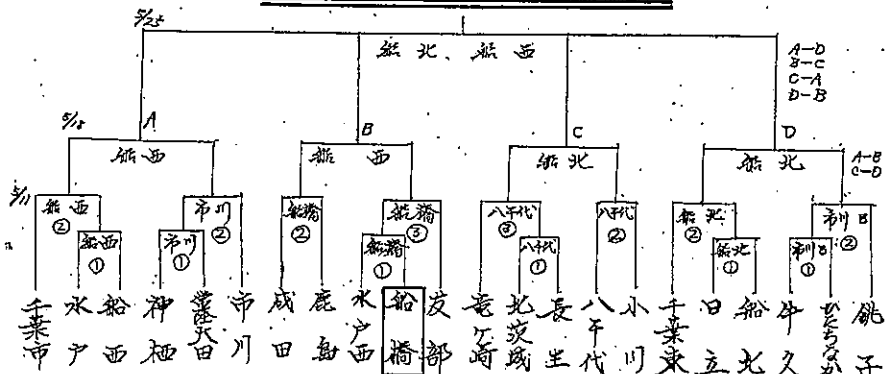 5/25
船北、船西
A-D
B-C
C-A
D-B
5/18 A B C D
船西 船西 船北 船北
A-B
C-D
5/11
船西 ② 市川 ② 船橋 ② 船橋 ③ 八千代 ③ 八千代 ② 船北 ② 市川B ②
船西 ① 市川 ① 船橋 ① 八千代 ① 船北 ① 市川B ①
千葉市
水戸
船西
神栖
常陸太田
市川
成田
鹿島
水戸西
船橋
友部
竜ヶ崎
北茨城
長生
八千代
小川
千葉東
日立
船北
牛久
ひたちなか
銚子